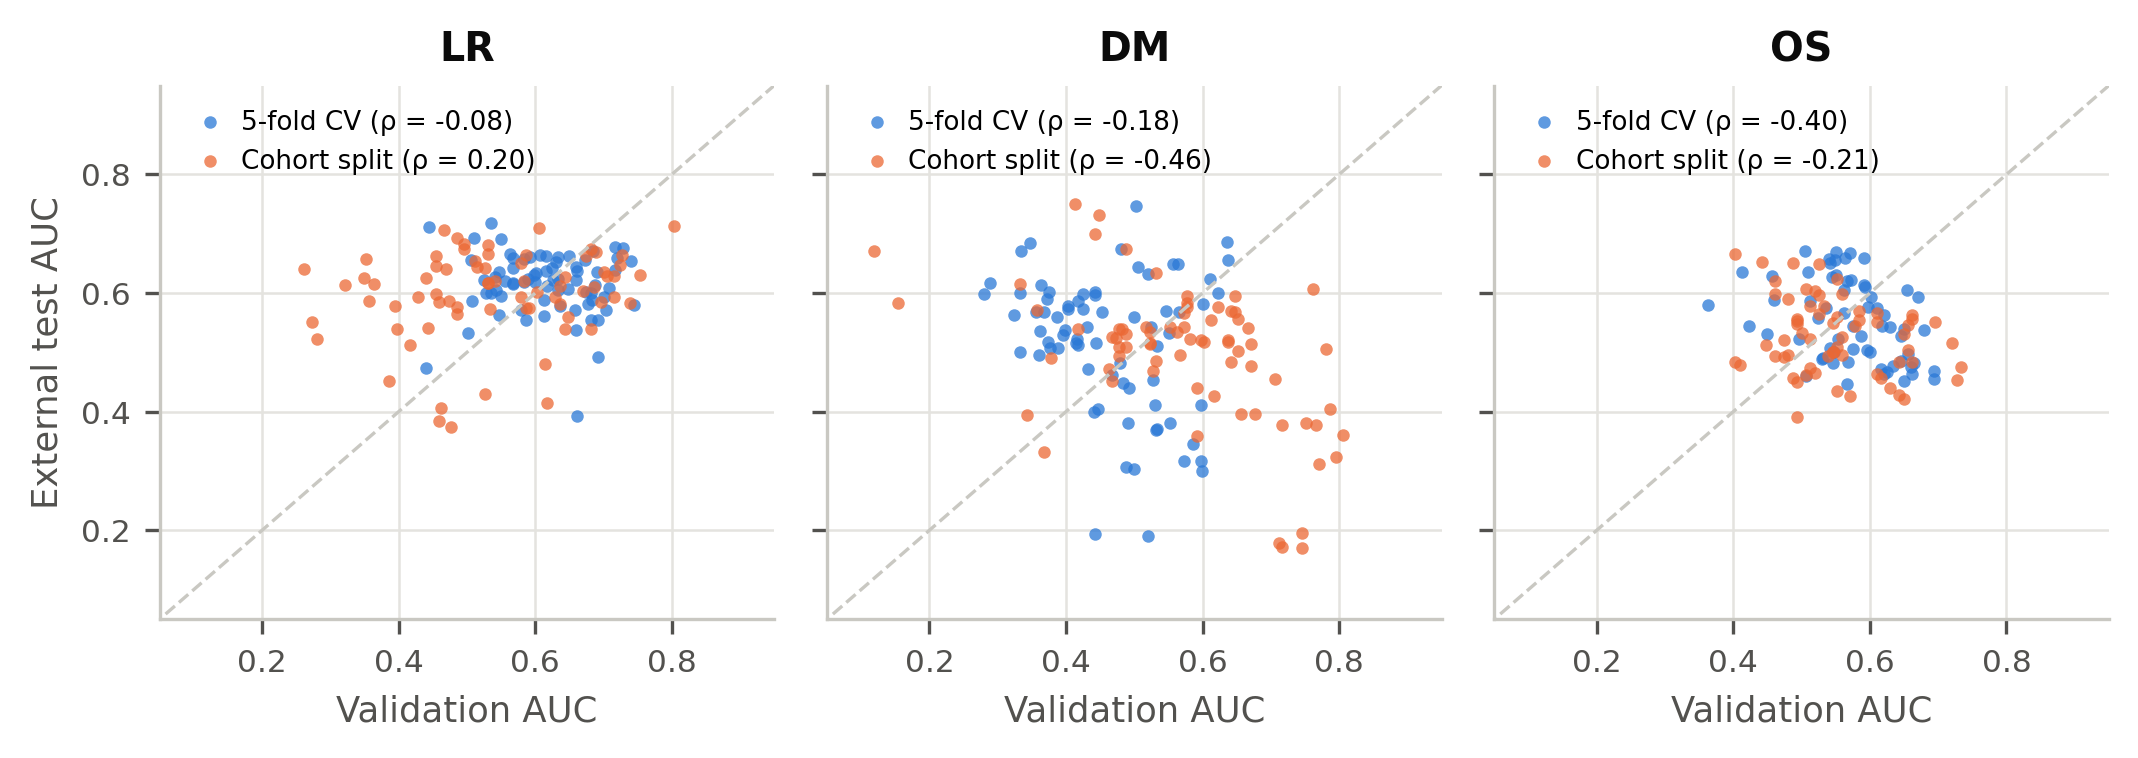 LR
5-fold CV (ρ = -0.08)
Cohort split (ρ = 0.20)
External test AUC
0.8
0.6
0.4
0.2
0.2 0.4 0.6 0.8
Validation AUC
DM
5-fold CV (ρ = -0.18)
Cohort split (ρ = -0.46)
0.2 0.4 0.6 0.8
Validation AUC
OS
5-fold CV (ρ = -0.40)
Cohort split (ρ = -0.21)
0.2 0.4 0.6 0.8
Validation AUC